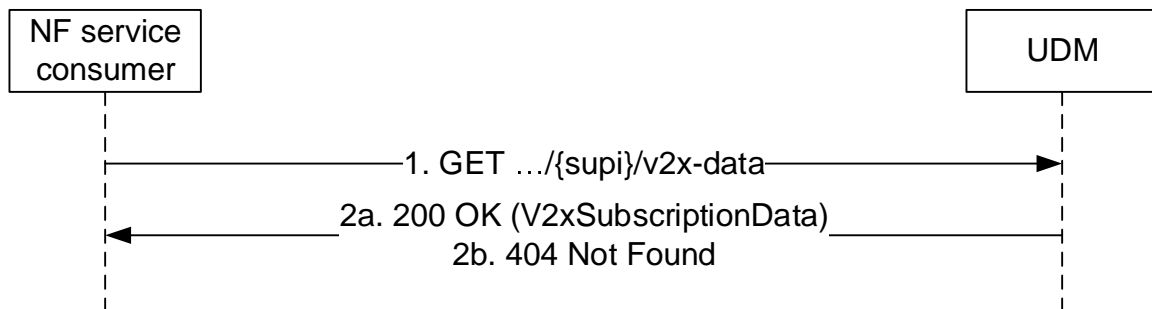 NF service
consumer
UDM
1. GET …/{supi}/v2x-data
2a. 200 OK (V2xSubscriptionData)
2b. 404 Not Found